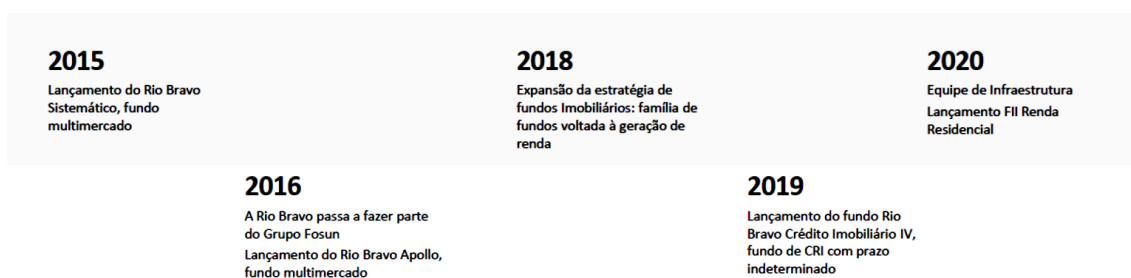 2015
Lançamento do Rio Bravo
Sistemático, fundo
multimercado
2016
A Rio Bravo passa a fazer parte
do Grupo Fosun
Lançamento do Rio Bravo Apollo,
fundo multimercado
2018
Expansão da estratégia de
fundos Imobiliários: família de
fundos voltada à geração de
renda
2019
Lançamento do fundo Rio
Bravo Crédito Imobiliário IV,
fundo de CRI com prazo
indeterminado
2020
Equipe de Infraestrutura
Lançamento FII Renda
Residencial